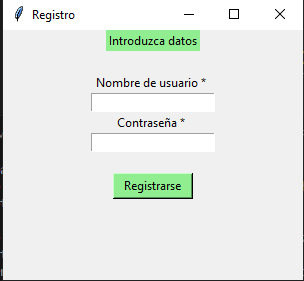 Registro
Introduzca datos
Nombre de usuario *
Contraseña *
Registrarse